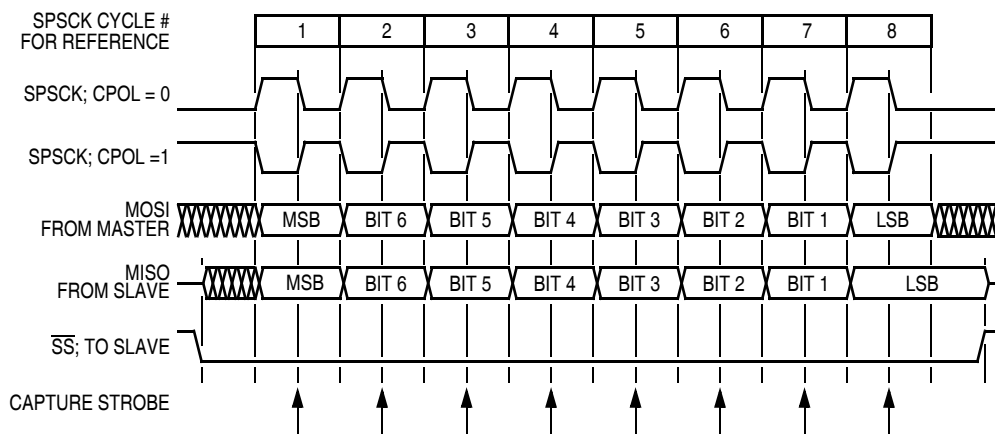 SPSCK CYCLE #
FOR REFERENCE
1 2 3 4 5 6 7 8
SPSCK; CPOL = 0
SPSCK; CPOL =1
MOSI
FROM MASTER
MSB BIT 6 BIT 5 BIT 4 BIT 3 BIT 2 BIT 1 LSB
MISO
FROM SLAVE
MSB BIT 6 BIT 5 BIT 4 BIT 3 BIT 2 BIT 1 LSB
SS; TO SLAVE
CAPTURE STROBE